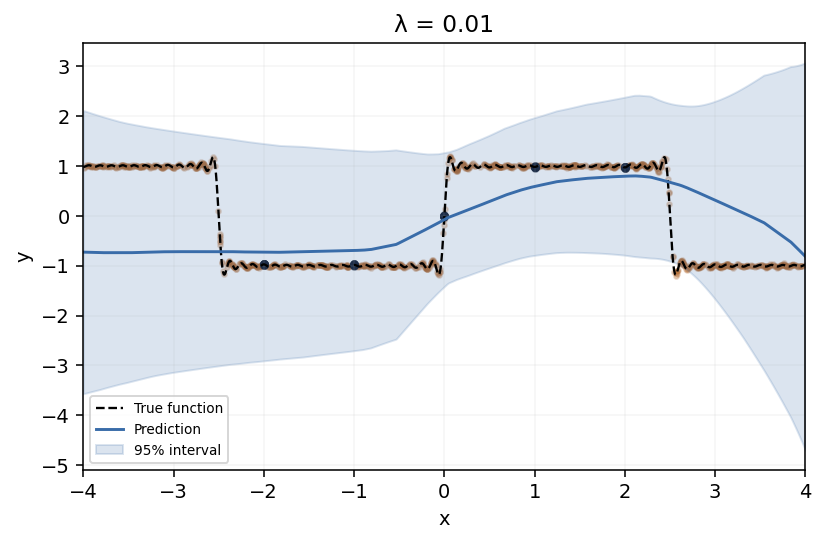 λ = 0.01
3
2
1
0
−1
−2
−3
−4
−5
y
True function
Prediction
95% interval
−4 −3 −2 −1 0 1 2 3 4
x